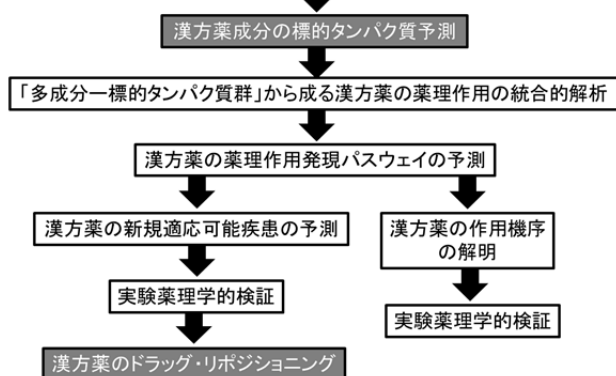 漢方薬成分の標的タンパク質予測
「多成分ー標的タンパク質群」から成る漢方薬の薬理作用の統合的解析
漢方薬の薬理作用発現パスウェイの予測
漢方薬の新規適応可能疾患の予測
漢方薬の作用機序
の解明
実験薬理学的検証
実験薬理学的検証
漢方薬のドラッグ・リポジショニング